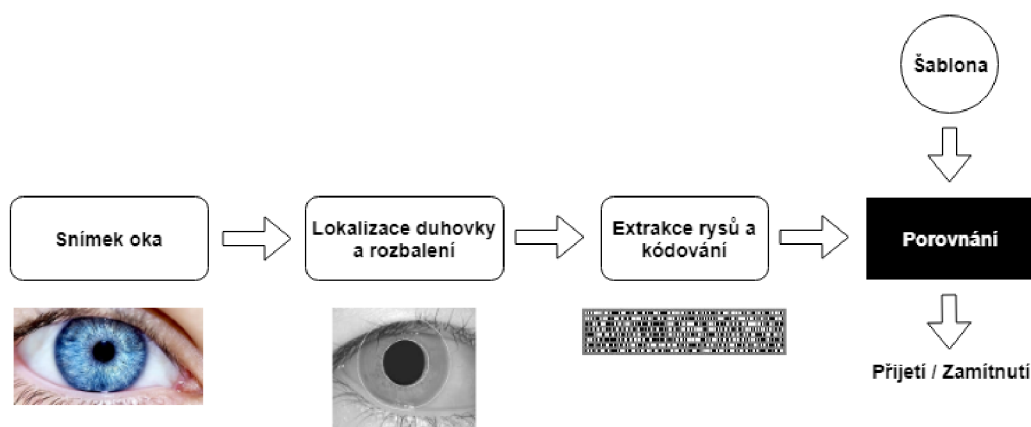 Šablona
Snímek oka
Lokalizace duhovky
a rozbalení
Extrakce rysů a
kódování
Porovnání
Přijetí / Zamítnutí